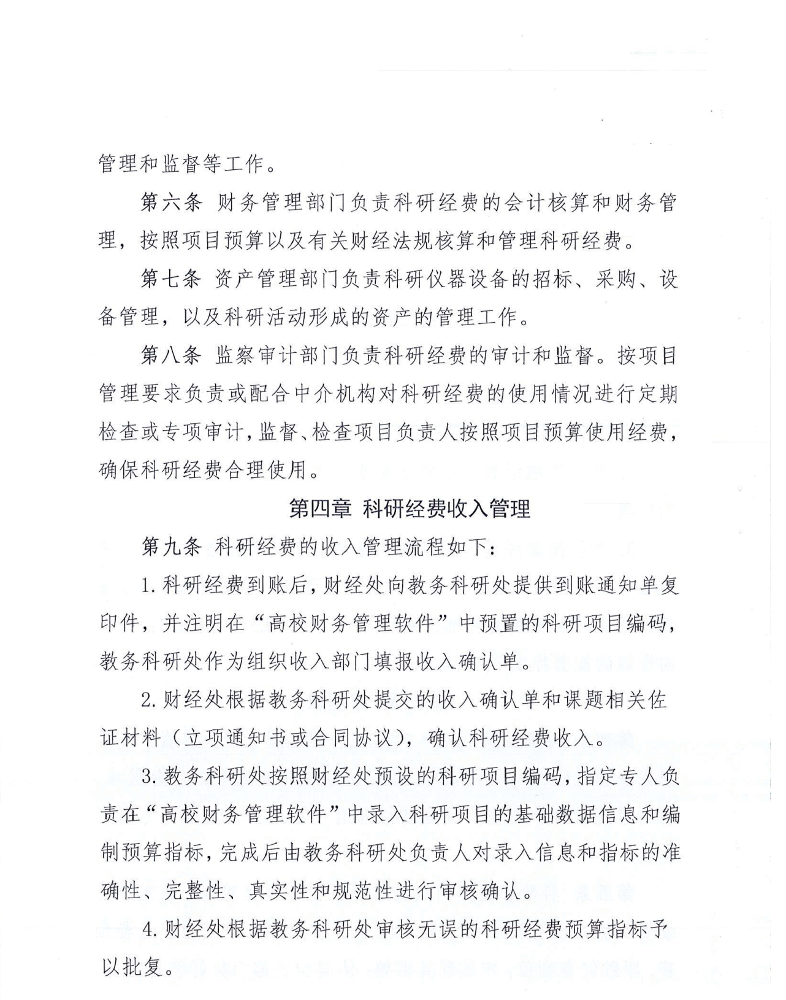 管理和监督等工作。
第六条 财务管理部门负责科研经费的会计核算和财务管
理，按照项目预算以及有关财经法规核算和管理科研经费。
第七条 资产管理部门负责科研仪器设备的招标、采购、设
备管理，以及科研活动形成的资产的管理工作。
第八条 监察审计部门负责科研经费的审计和监督。按项目
管理要求负责或配合中介机构对科研经费的使用情况进行定期
检查或专项审计，监督、检查项目负责人按照项目预算使用经费，
确保科研经费合理使用。
第四章 科研经费收入管理
第九条 科研经费的收入管理流程如下：
1.科研经费到账后，财经处向教务科研处提供到账通知单复
印件，并注明在“高校财务管理软件”中预置的科研项目编码，
教务科研处作为组织收入部门填报收入确认单。
2.财经处根据教务科研处提交的收入确认单和课题相关佐
证材料（立项通知书或合同协议），确认科研经费收入。
3.教务科研处按照财经处预设的科研项目编码，指定专人负
责在“高校财务管理软件”中录入科研项目的基础数据信息和编
制预算指标，完成后由教务科研处负责人对录入信息和指标的准
确性、完整性、真实性和规范性进行审核确认。
4.财经处根据教务科研处审核无误的科研经费预算指标予
以批复。